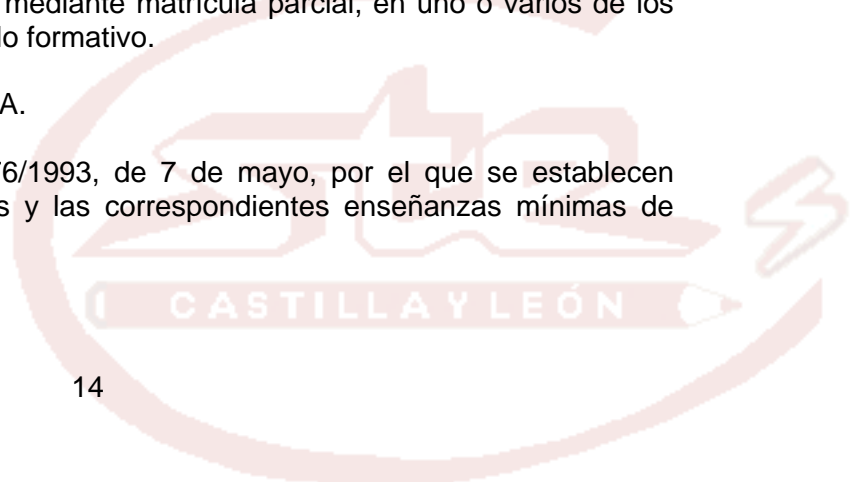 mediante matrícula parcial, en uno o varios de los
lo formativo.
A.
76/1993, de 7 de mayo, por el que se establecen
s y las correspondientes enseñanzas mínimas de
ste
CASTILLA Y LEÓN
14